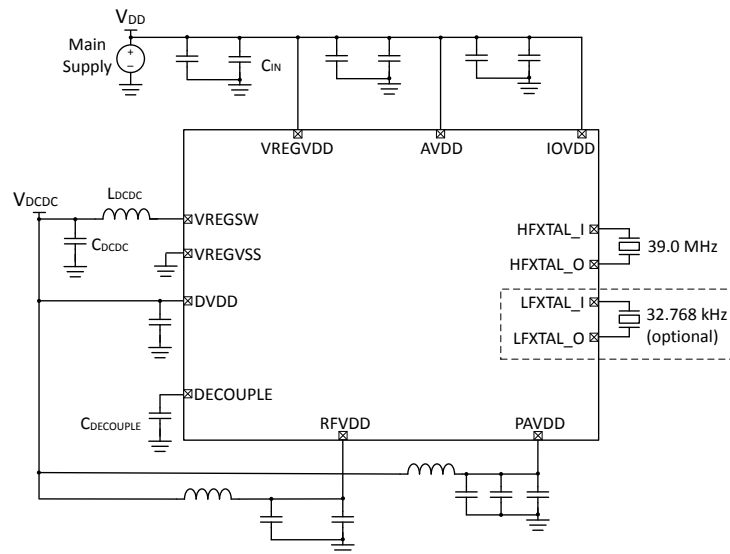 VDD
Main
Supply
+
−
CIN
VREGVDD
AVDD
IOVDD
VDCDC
LDCDC
VREGSW
CDCDC
VREGVSS
HFXTAL_I
HFXTAL_O
39.0 MHz
DVDD
LFXTAL_I
LFXTAL_O
32.768 kHz
(optional)
DECOUPLE
CDECOUPLE
RFVDD
PAVDD